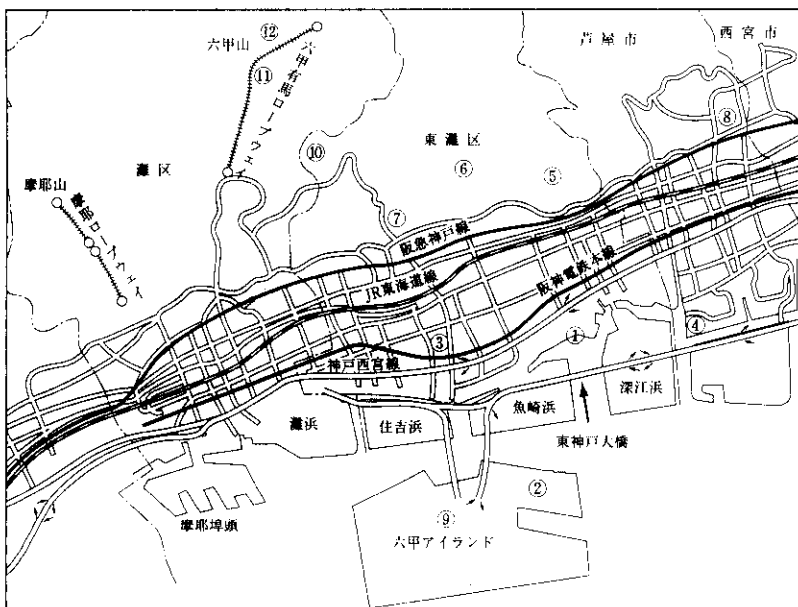 六甲山
⑫
⑪
六甲有馬ロープウェイ
芦屋市
西宮市
⑧
東灘区
⑩
⑥
⑤
灘区
摩耶山
摩耶ロープウェイ
⑦
阪急神戸線
JR東海道線
阪神電鉄本線
③
①
④
神戸西宮線
深江浜
灘浜
住吉浜
魚崎浜
東神戸大橋
②
⑨
摩耶埠頭
六甲アイランド